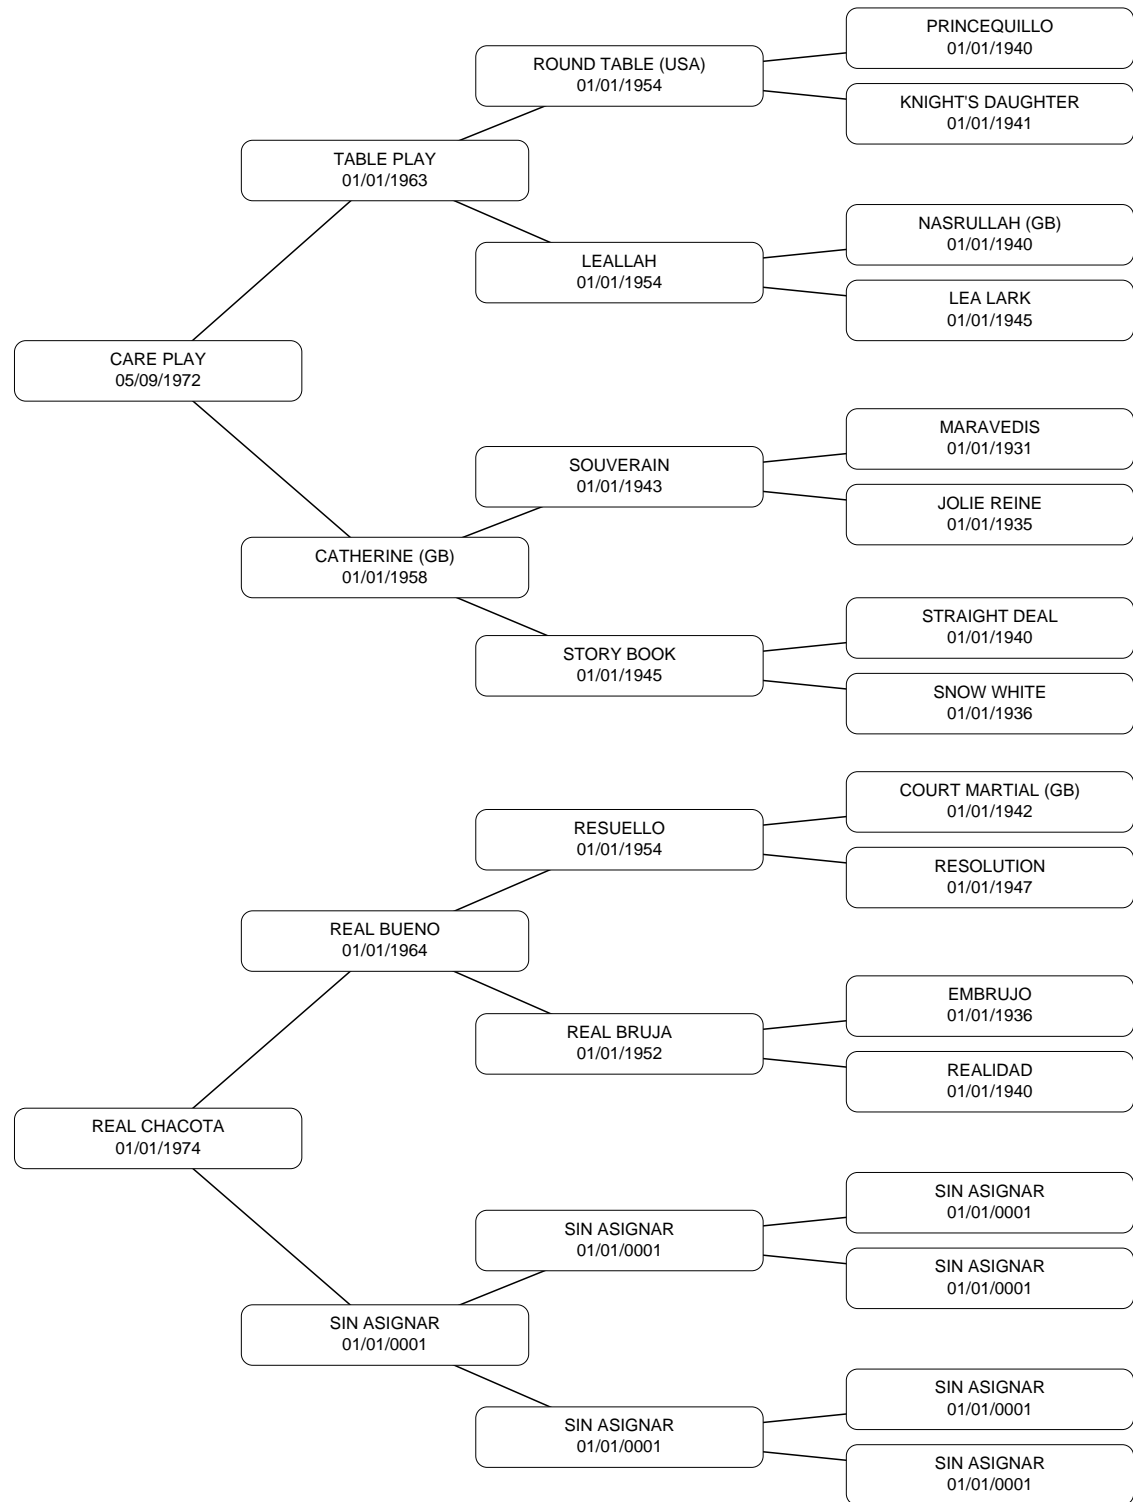 PRINCEQUILLO
01/01/1940
ROUND TABLE (USA)
01/01/1954
KNIGHT'S DAUGHTER
01/01/1941
TABLE PLAY
01/01/1963
NASRULLAH (GB)
01/01/1940
LEALLAH
01/01/1954
LEA LARK
01/01/1945
CARE PLAY
05/09/1972
MARAVEDIS
01/01/1931
SOUVERAIN
01/01/1943
JOLIE REINE
01/01/1935
CATHERINE (GB)
01/01/1958
STRAIGHT DEAL
01/01/1940
STORY BOOK
01/01/1945
SNOW WHITE
01/01/1936
COURT MARTIAL (GB)
01/01/1942
RESUELLO
01/01/1954
RESOLUTION
01/01/1947
REAL BUENO
01/01/1964
EMBRUJO
01/01/1936
REAL BRUJA
01/01/1952
REALIDAD
01/01/1940
REAL CHACOTA
01/01/1974
SIN ASIGNAR
01/01/0001
SIN ASIGNAR
01/01/0001
SIN ASIGNAR
01/01/0001
SIN ASIGNAR
01/01/0001
SIN ASIGNAR
01/01/0001
SIN ASIGNAR
01/01/0001
SIN ASIGNAR
01/01/0001